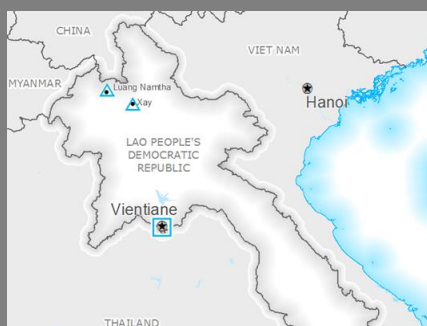 CHINA
VIET NAM
MYANMAR
Luang Namtha
Xay
Hanoi
LAO PEOPLE'S
DEMOCRATIC
REPUBLIC
Vientiane
THAILAND